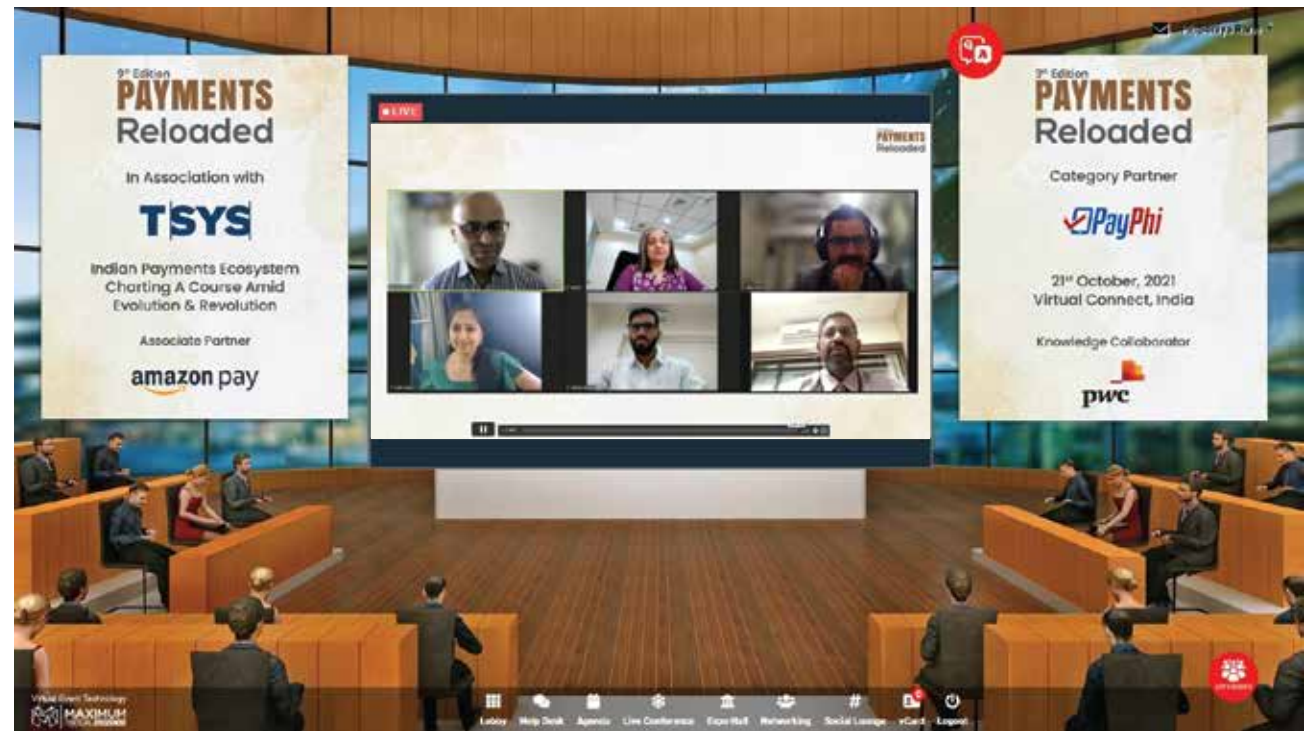 9th Edition
PAYMENTS
Reloaded
In Association with
TSYS
Indian Payments Ecosystem
Charting A Course Amid
Evolution & Revolution
Associate Partner
amazon pay
LIVE
PAYMENTS
Reloaded
Edition
PAYMENTS
Reloaded
Category Partner
PayPhi
21st October, 2021
Virtual Connect, India
Knowledge Collaborator
pwc
Virtual Event Technology
MAXIMUM
Lobby Help Desk Agenda Live Conference Expo Hall Networking Social Lounge vCard Logout